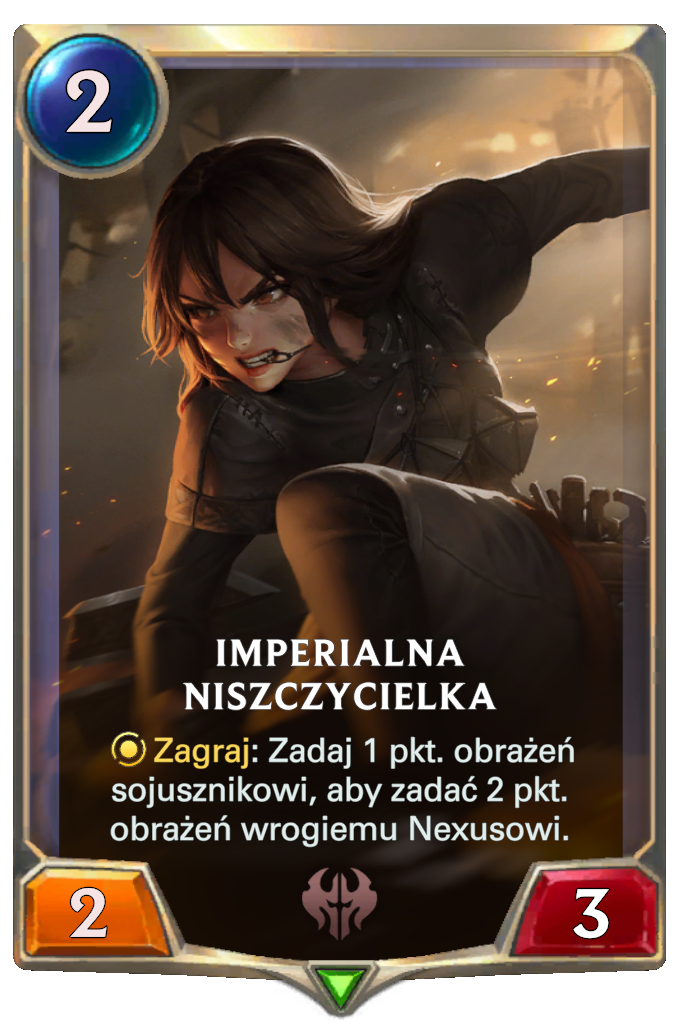 2
IMPERIALNA
NISZCZYCIELKA
Zagraj: Zadaj 1 pkt. obrażeń
sojusznikowi, aby zadać 2 pkt.
obrażeń wrogiemu Nexusowi.
2
3